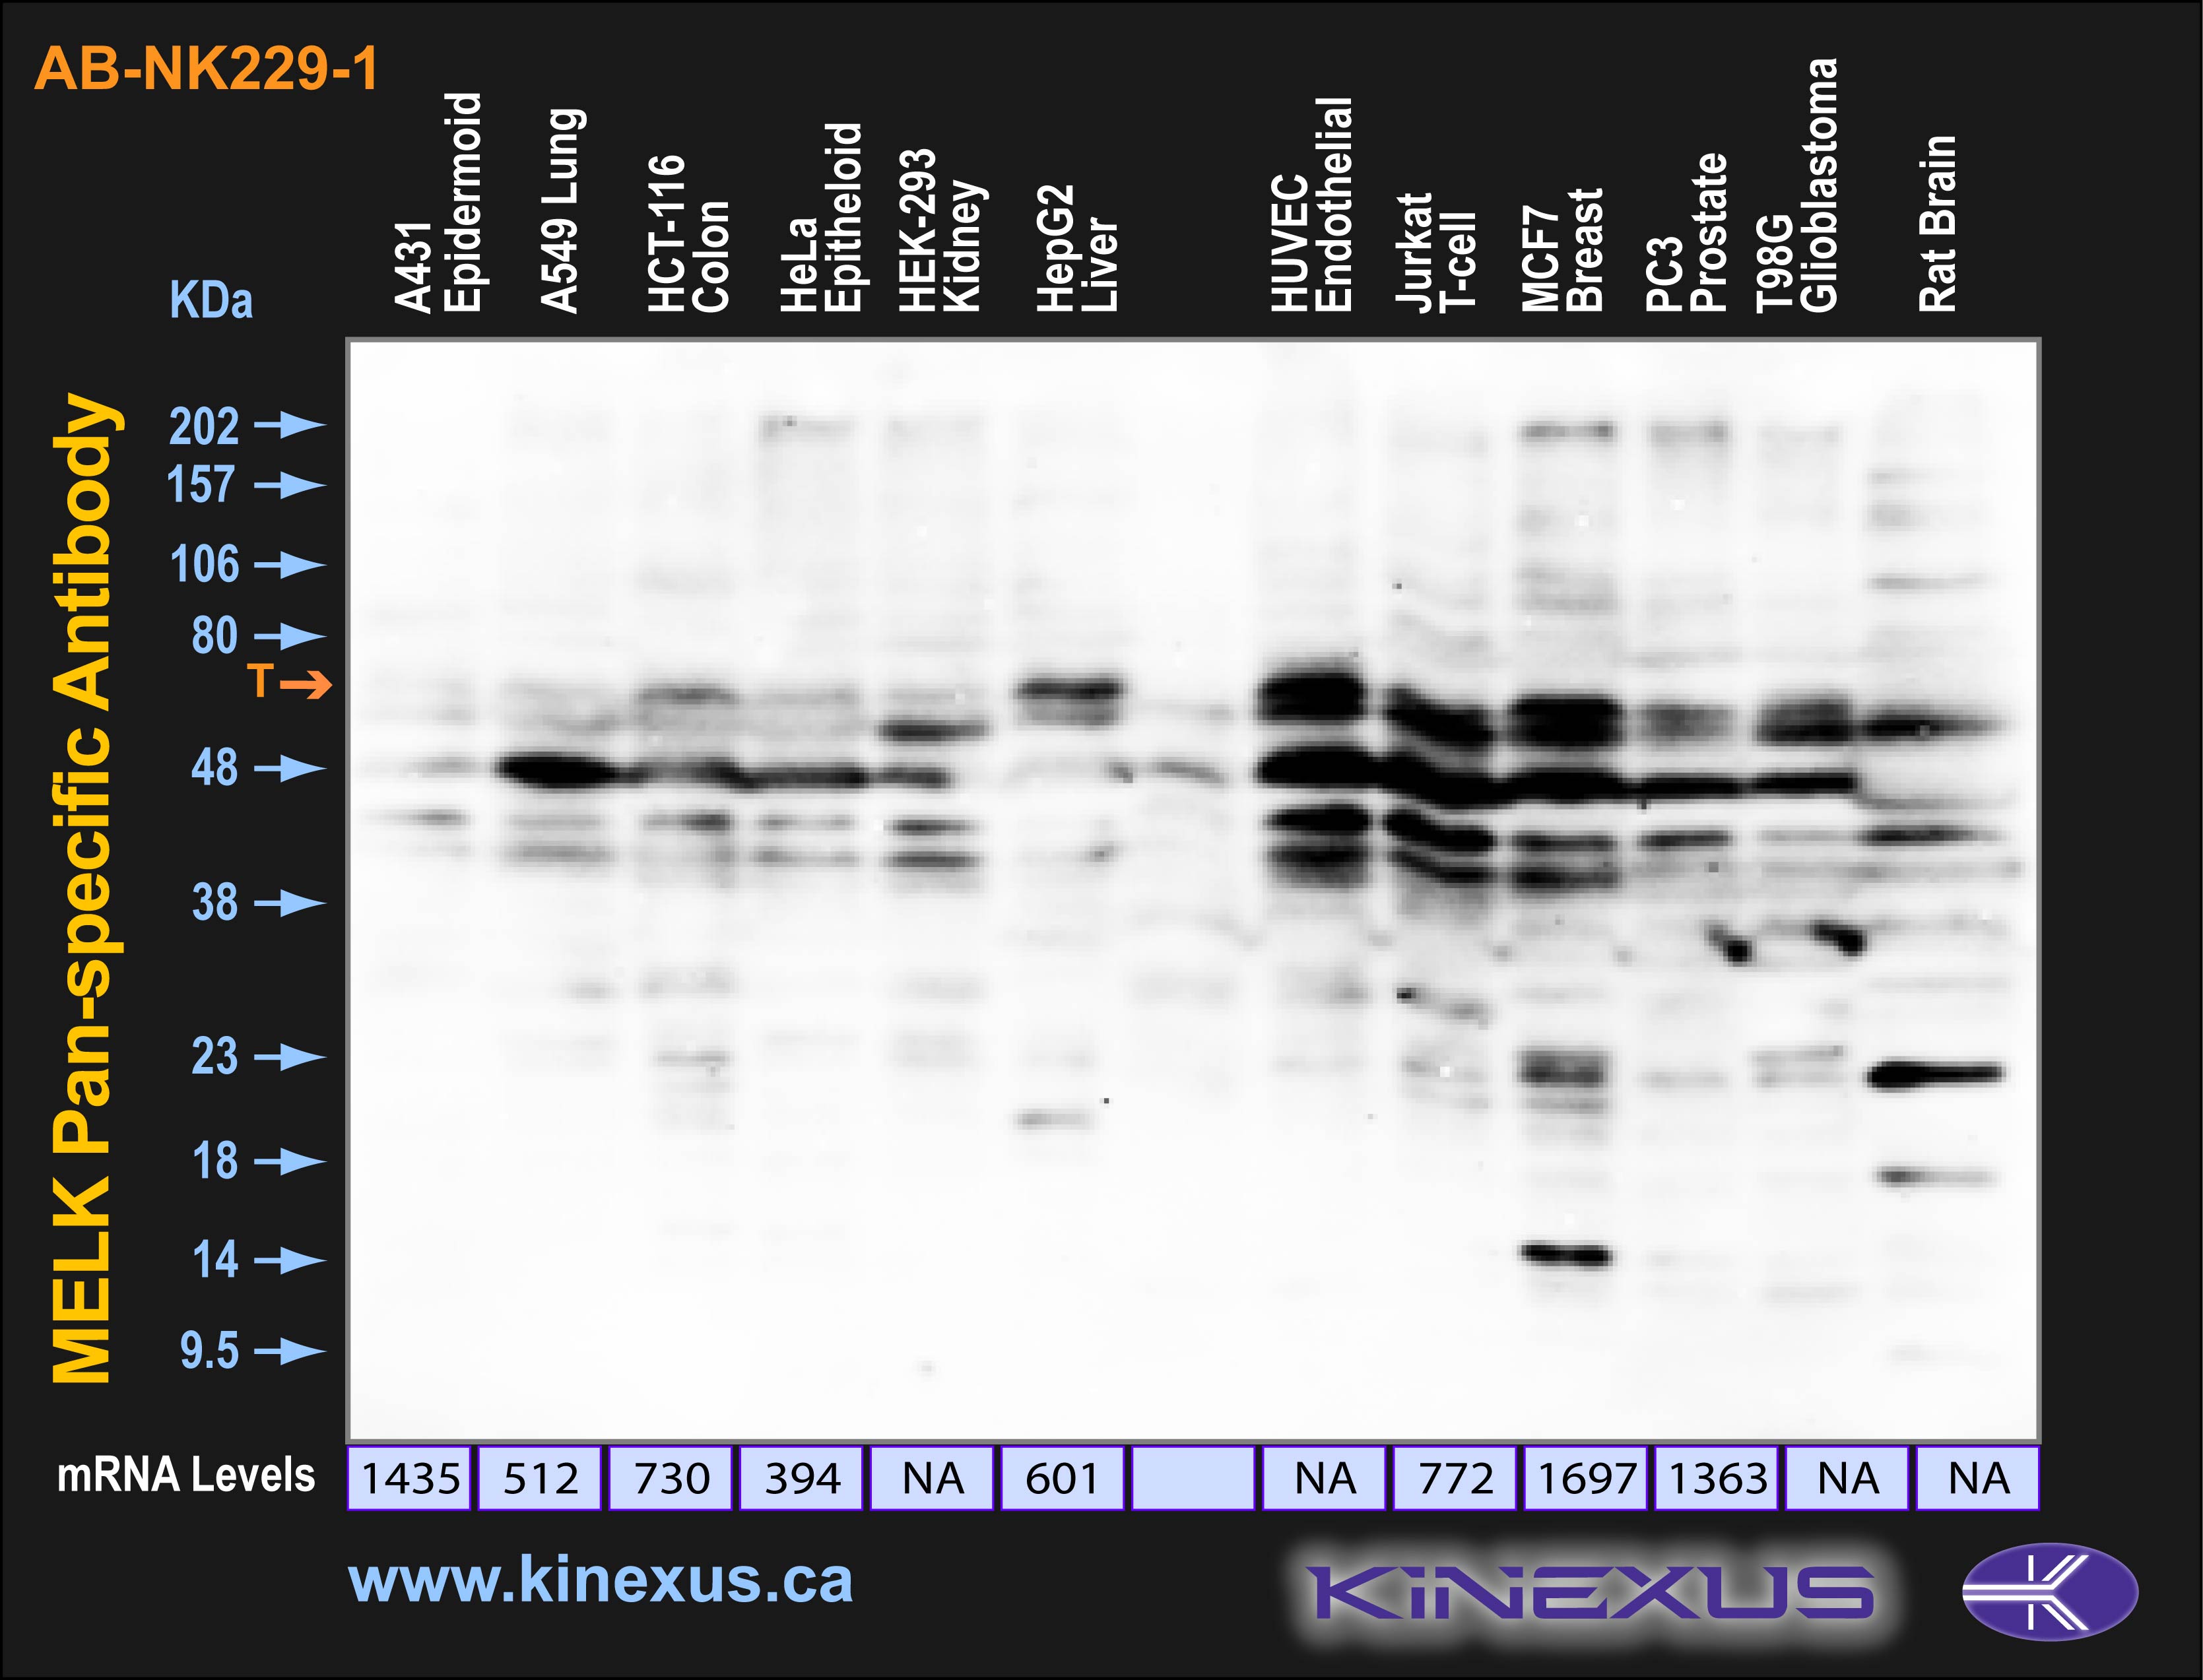 AB-NK229-1
A431
Epidermoid
A549 Lung
HCT-116
Colon
HeLa
Epitheloid
HEK-293
Kidney
HepG2
Liver
HUVEC
Endothelial
Jurkat
T-cell
MCF7
Breast
PC3
Prostate
T98G
Glioblastoma
Rat Brain
KDa
MELK Pan-specific Antibody
202
157
106
80
T
48
38
23
18
14
9.5
mRNA Levels 1435 512 730 394 NA 601 NA 772 1697 1363 NA NA
www.kinexus.ca
KiNEXUS
K